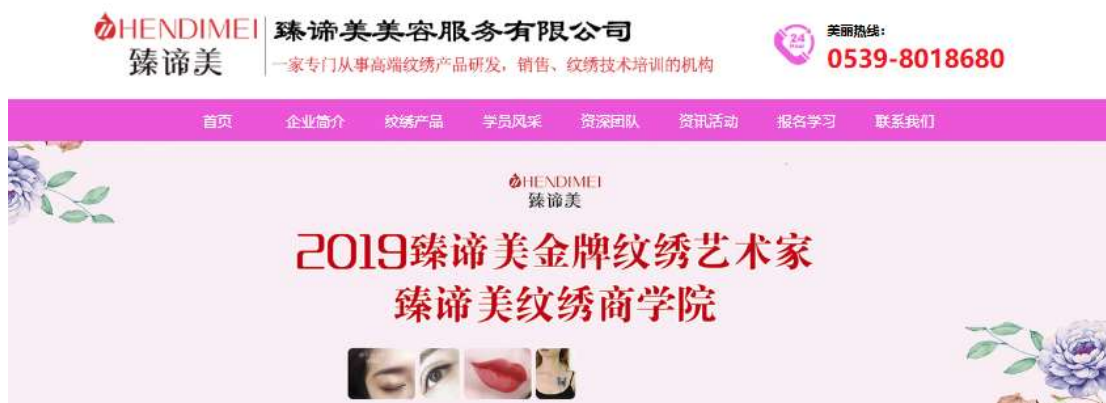 HENDIMEI
臻谛美
臻谛美美容服务有限公司
一家专门从事高端纹绣产品研发，销售、纹绣技术培训的机构
24
Hour
美丽热线：
0539-8018680
首页 企业简介 纹绣产品 学员风采 资深团队 资讯活动 报名学习 联系我们
HENDIMEI
臻谛美
2019臻谛美金牌纹绣艺术家
臻谛美纹绣商学院